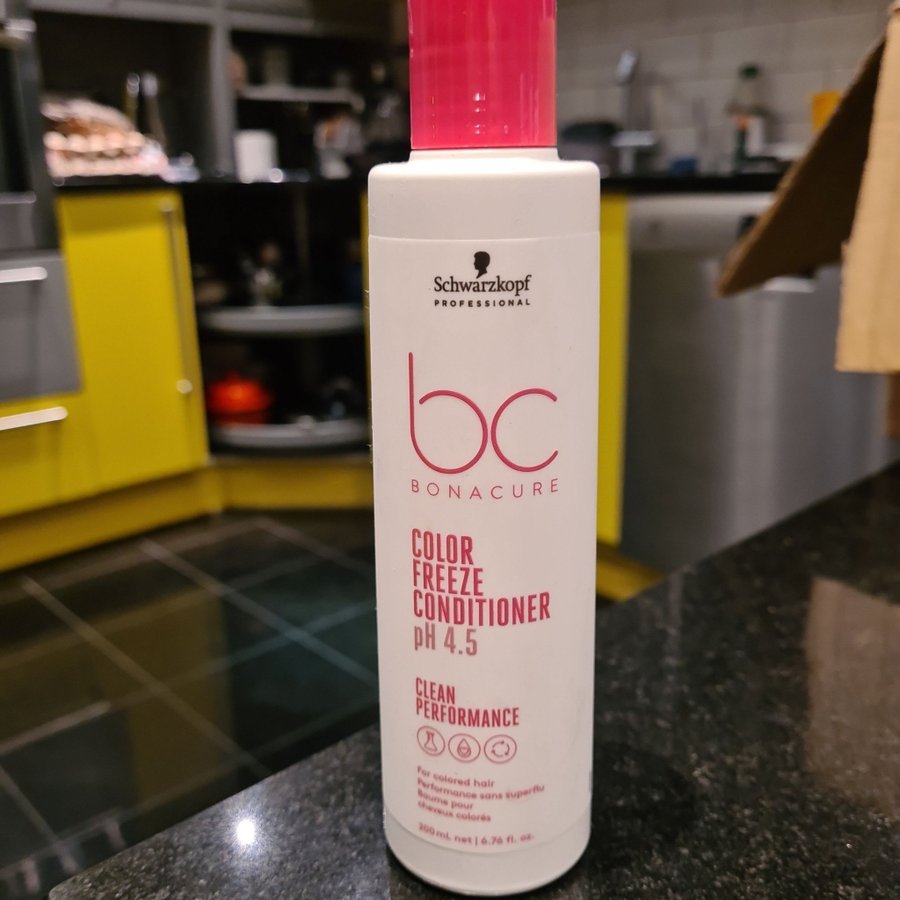 Schwarzkopf
PROFESSIONAL
bc
BONACURE
COLOR
FREEZE
CONDITIONER
pH 4.5
CLEAN
PERFORMANCE
For colored hair
Performance sans superflu
Baume pour
cheveux colorés
200 mL net | 6.76 fl. oz.